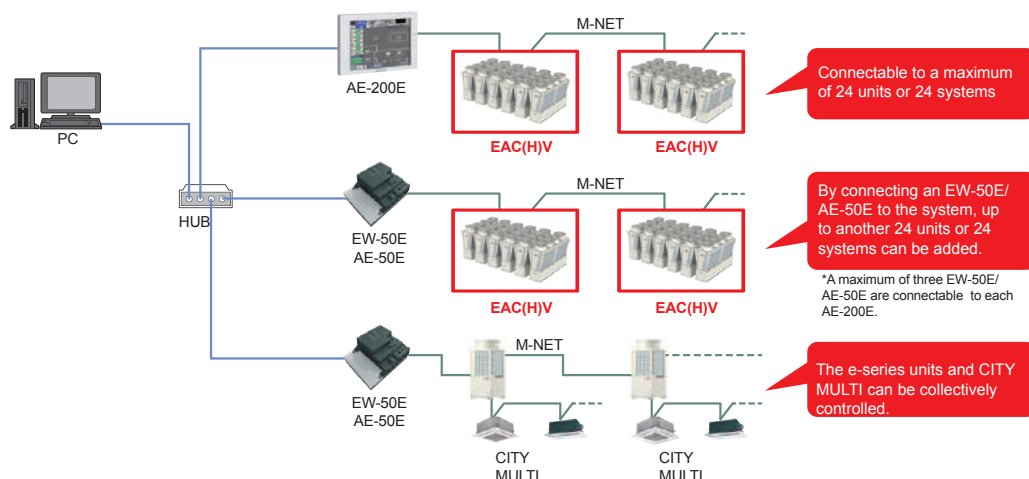 M-NET
Connectable to a maximum
of 24 units or 24 systems
AE-200E
PC
EAC(H)V
EAC(H)V
M-NET
By connecting an EW-50E/
AE-50E to the system, up
to another 24 units or 24
systems can be added.
HUB
EW-50E
AE-50E
*A maximum of three EW-50E/
AE-50E are connectable to each
AE-200E.
EAC(H)V
EAC(H)V
M-NET
The e-series units and CITY
MULTI can be collectively
controlled.
EW-50E
AE-50E
CITY
MULTI
CITY
MULTI